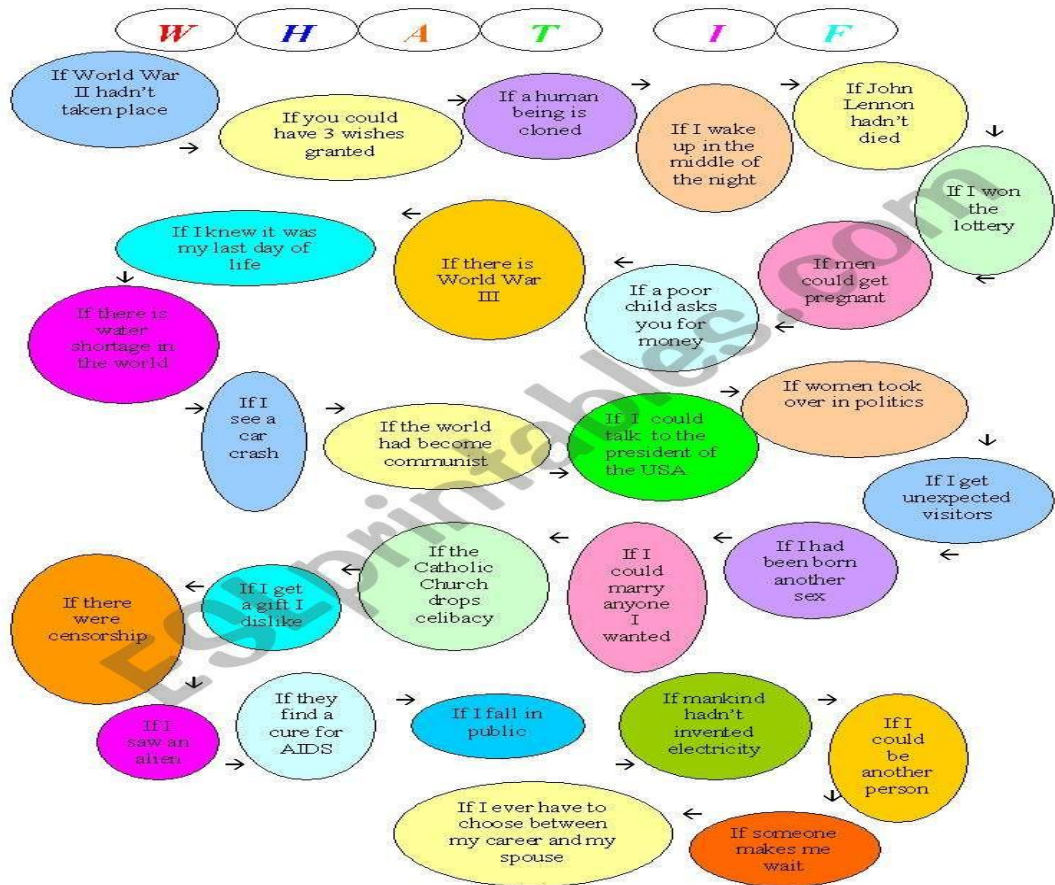 W H A T I F
If World War
II hadn't
taken place
If you could
have 3 wishes
granted
If a human
being is
cloned
If I wake
up in the
middle of
the night
If John
Lennon
hadn't
died
If I won
the
lottery
If men
could get
pregnant
If a poor
child asks
you for
money
If there is
World War
III
If I knew it was
my last day of
life
If there is
water
shortage in
the world
If I
see a
car
crash
If the world
had become
communist
If I could
talk to the
president of
the USA
If women took
over in politics
If I get
unexpected
visitors
If I had
been born
another
sex
If I
could
marry
anyone
I
wanted
If the
Catholic
Church
drops
celibacy
If I get
a gift I
dislike
If there
were
censorship
If I
saw an
alien
If they
find a
cure for
AIDS
If I fall in
public
If mankind
hadn't
invented
electricity
If I
could
be
another
person
If someone
makes me
wait
If I ever have to
choose between
my career and my
spouse
ESLprintables.com